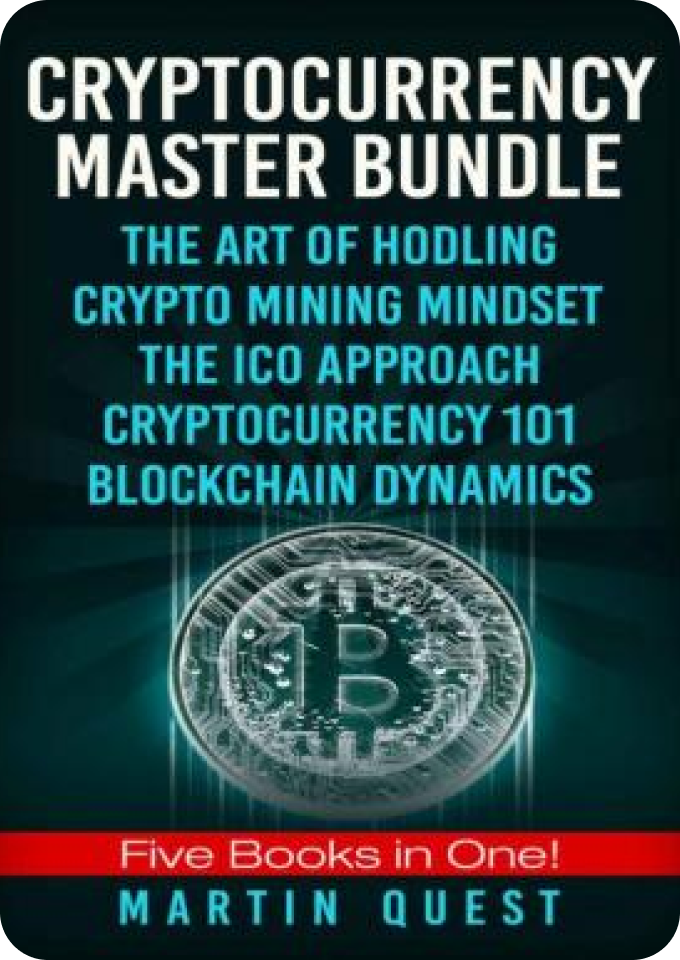 CRYPTOCURRENCY
MASTER BUNDLE
THE ART OF HODLING
CRYPTO MINING MINDSET
THE ICO APPROACH
CRYPTOCURRENCY 101
BLOCKCHAIN DYNAMICS
Five Books in One!
MARTIN QUEST